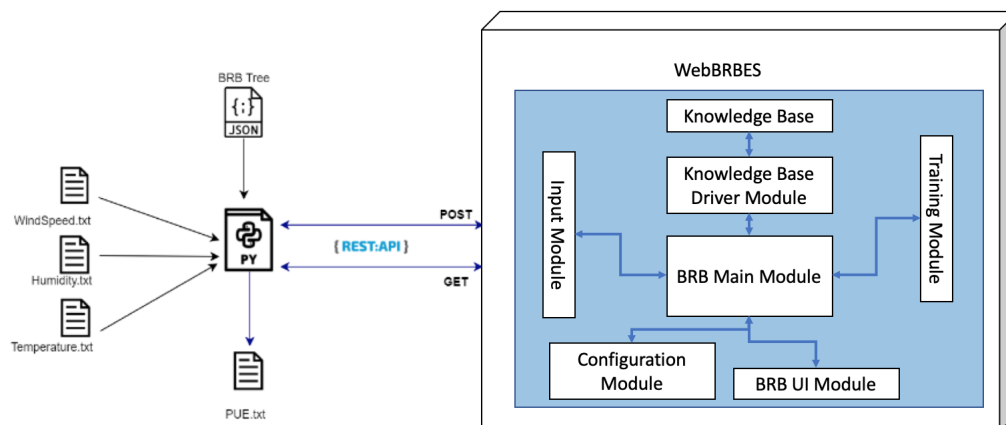 BRB Tree
{;}
JSON
WindSpeed.txt
Humidity.txt
Temperature.txt
PY
PUE.txt
POST
{ REST:API }
GET
WebBRBES
Knowledge Base
Knowledge Base
Driver Module
Input Module
Training Module
BRB Main Module
Configuration
Module
BRB UI Module